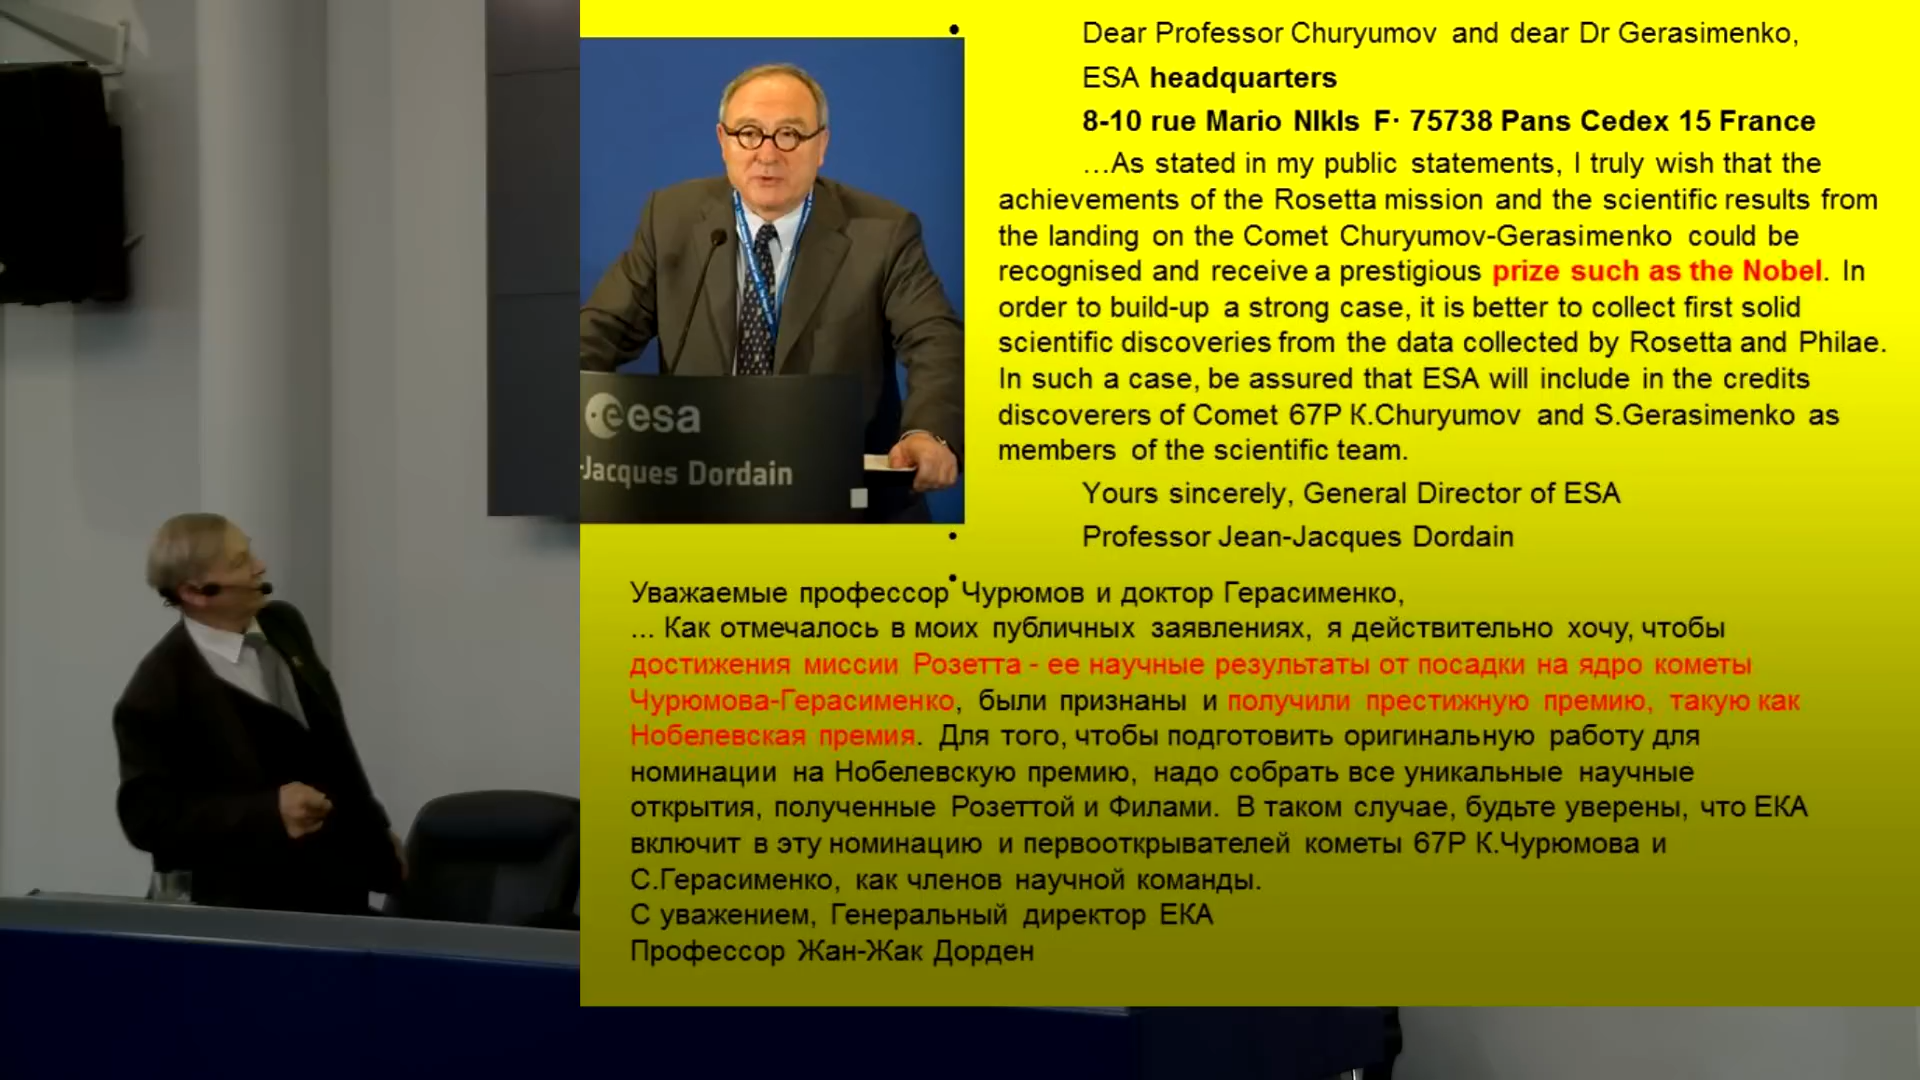 Dear Professor Churyumov and dear Dr Gerasimenko,
ESA headquarters
8-10 rue Mario NIkIs F· 75738 Pans Cedex 15 France
…As stated in my public statements, I truly wish that the
achievements of the Rosetta mission and the scientific results from
the landing on the Comet Churyumov-Gerasimenko could be
recognised and receive a prestigious prize such as the Nobel. In
order to build-up a strong case, it is better to collect first solid
scientific discoveries from the data collected by Rosetta and Philae.
In such a case, be assured that ESA will include in the credits
discoverers of Comet 67P K.Churyumov and S.Gerasimenko as
members of the scientific team.
Yours sincerely, General Director of ESA
Professor Jean-Jacques Dordain
esa
-Jacques Dordain
Уважаемые профессор Чурюмов и доктор Герасименко,
... Как отмечалось в моих публичных заявлениях, я действительно хочу, чтобы
достижения миссии Розетта - ее научные результаты от посадки на ядро кометы
Чурюмова-Герасименко, были признаны и получили престижную премию, такую как
Нобелевская премия. Для того, чтобы подготовить оригинальную работу для
номинации на Нобелевскую премию, надо собрать все уникальные научные
открытия, полученные Розеттой и Филами. В таком случае, будьте уверены, что ЕКА
включит в эту номинацию и первооткрывателей кометы 67Р К.Чурюмова и
С.Герасименко, как членов научной команды.
С уважением, Генеральный директор ЕКА
Профессор Жан-Жак Дорден